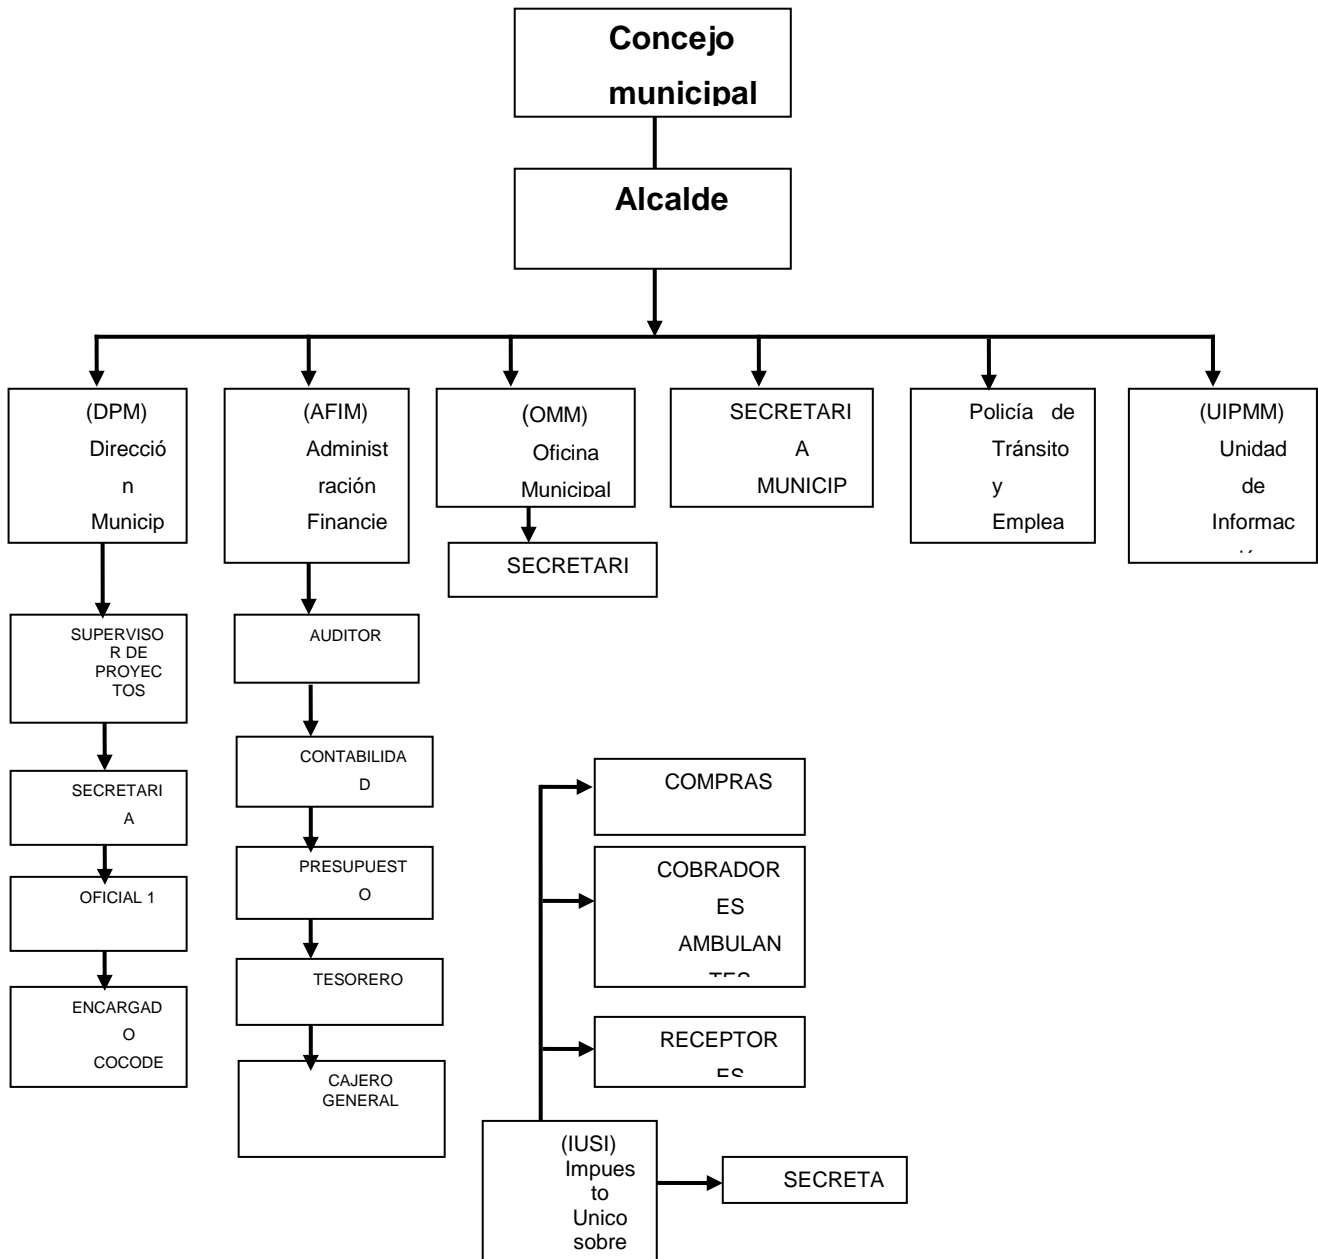 Concejo
municipal
Alcalde
(DPM)
Direcció
n
Municip
(AFIM)
Administ
ración
Financie
(OMM)
Oficina
Municipal
SECRETARI
A
MUNICIP
Policía de
Tránsito
y
Emplea
(UIPMM)
Unidad
de
Informac
SECRETARI
SUPERVISO
R DE
PROYEC
TOS
AUDITOR
CONTABILIDA
D
COMPRAS
SECRETARI
A
PRESUPUEST
O
COBRADOR
ES
AMBULAN
TES
OFICIAL 1
TESORERO
ENCARGAD
O
COCODE
RECEPTOR
ES
CAJERO
GENERAL
(IUSI)
Impues
to
Unico
sobre
SECRETA